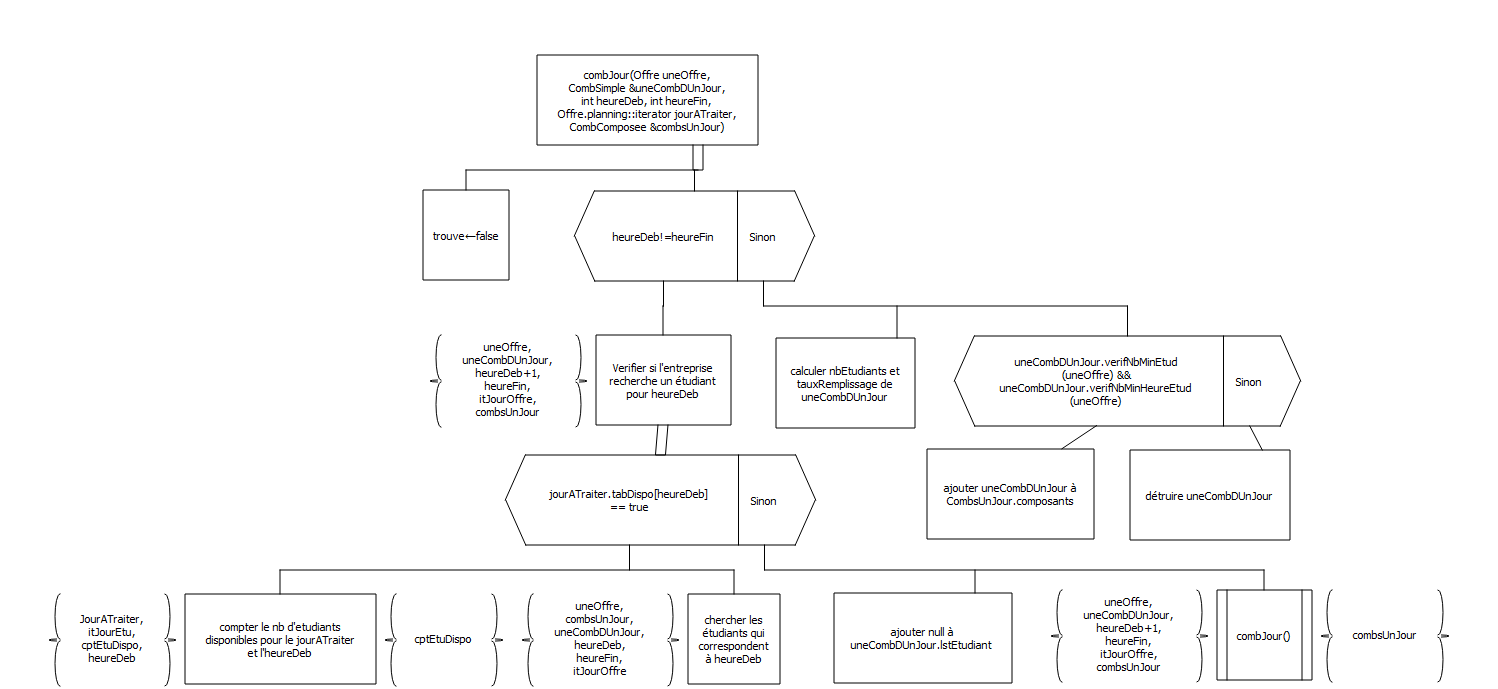 combJour(Offre uneOffre,
CombSimple &uneCombDUnJour,
int heureDeb, int heureFin,
Offre.planning::iterator jourATraiter,
CombComposee &combsUnJour)
trouve←false
heureDeb!=heureFin
Sinon
uneOffre,
uneCombDUnJour,
heureDeb+1,
heureFin,
itJourOffre,
combsUnJour
Verifier si l'entreprise
recherche un étudiant
pour heureDeb
calculer nbEtudiants et
tauxRemplissage de
uneCombDUnJour
uneCombDUnJour.verifNbMinEtud
(uneOffre) &&
uneCombDUnJour.verifNbMinHeureEtud
(uneOffre)
Sinon
jourATraiter.tabDispo[heureDeb]
== true
Sinon
ajouter uneCombDUnJour à
CombsUnJour.composants
détruire uneCombDUnJour
JourATraiter,
itJourEtu,
cptEtuDispo,
heureDeb
compter le nb d'etudiants
disponibles pour le jourATraiter
et l'heureDeb
cptEtuDispo
uneOffre,
combsUnJour,
uneCombDUnJour,
heureDeb,
heureFin,
itJourOffre
chercher les
étudiants qui
correspondent
à heureDeb
ajouter null à
uneCombDUnJour.lstEtudiant
uneOffre,
uneCombDUnJour,
heureDeb+1,
heureFin,
itJourOffre,
combsUnJour
combJour()
combsUnJour